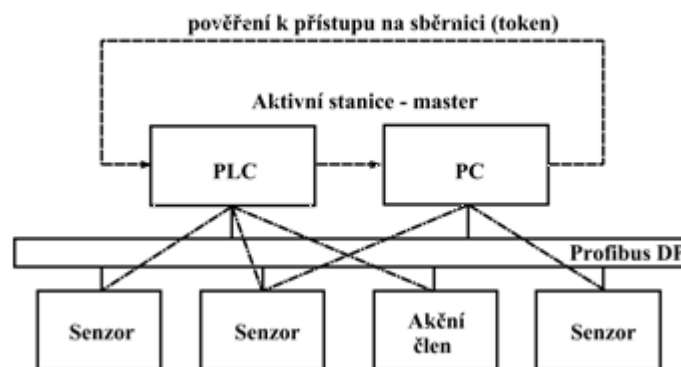 pověření k přístupu na sběrnici (token)
Aktivní stanice - master
PLC
PC
Profibus DP
Senzor
Senzor
Akční
člen
Senzor